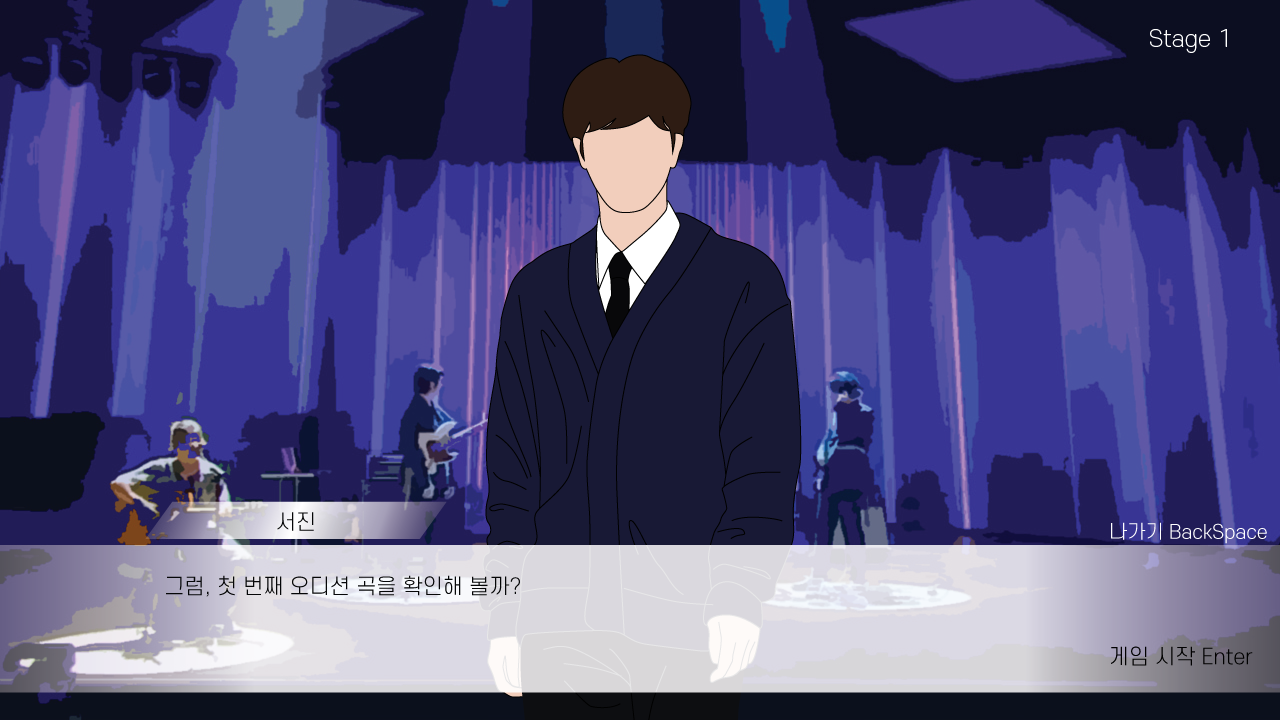 Stage 1
서진
나가기 BackSpace
그럼, 첫 번째 오디션 곡을 확인해 볼까?
게임 시작 Enter